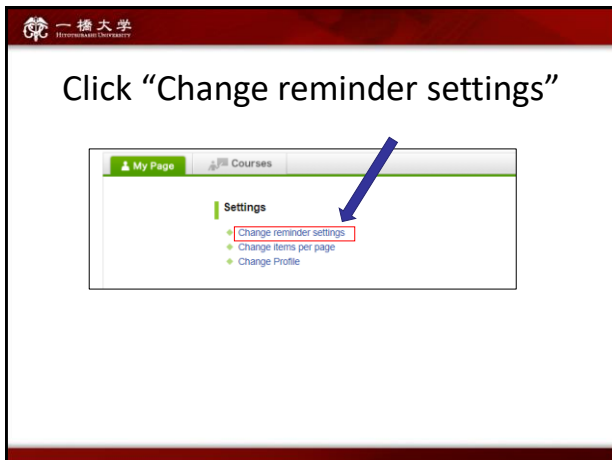 一橋大学
HITOTSUBASHI UNIVERSITY
Click “Change reminder settings”
My Page
Courses
Settings
Change reminder settings
Change items per page
Change Profile